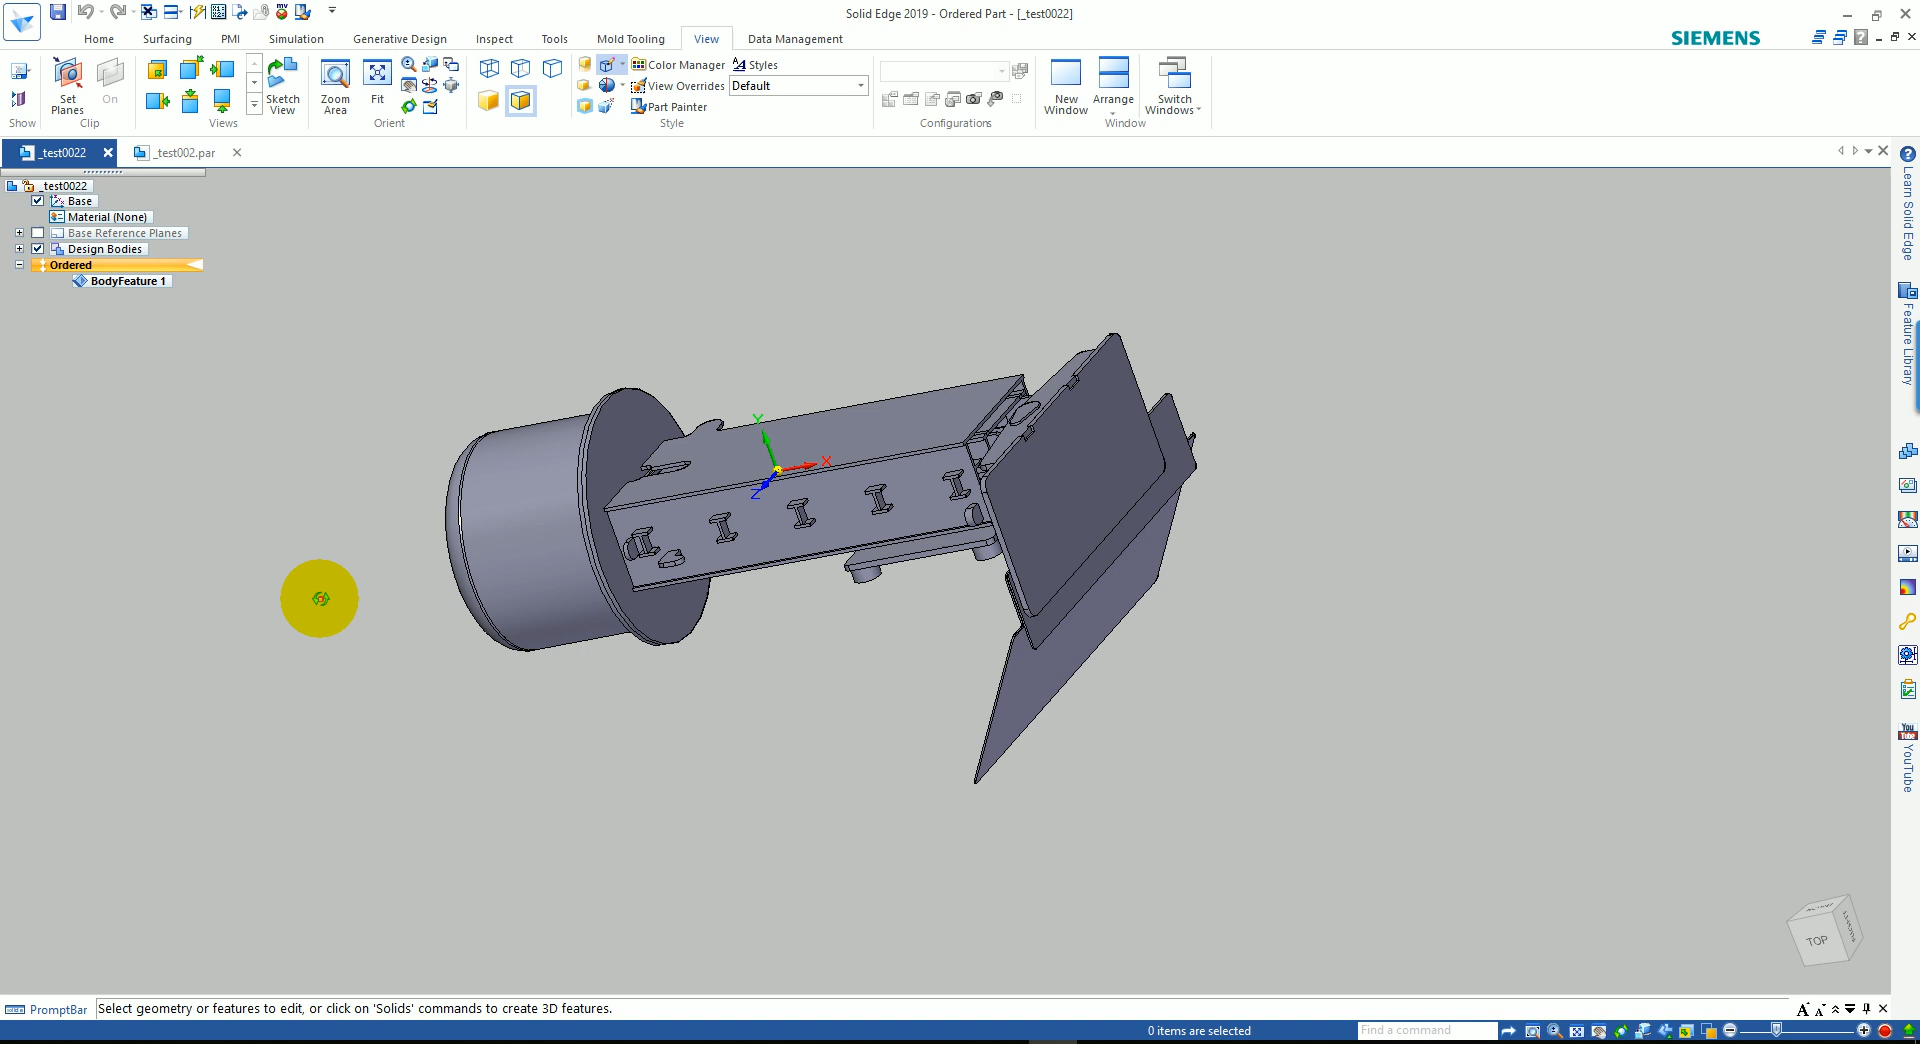 Solid Edge 2019 - Ordered Part - [_test0022]
Home Surfacing PMI Simulation Generative Design Inspect Tools Mold Tooling View Data Management
SIEMENS
Set Planes
On
Sketch View
Zoom Area
Fit
Color Manager
Styles
View Overrides
Default
Part Painter
New Window
Arrange
Switch Windows
Show Clip Views Orient Style Configurations Window
_test0022
_test002.par
_test0022
Base
Material (None)
Base Reference Planes
Design Bodies
Ordered
BodyFeature 1
Y
X
Z
TOP
Learn Solid Edge
Feature Library
You Tube
YouTube
PromptBar
Select geometry or features to edit, or click on 'Solids' commands to create 3D features.
0 items are selected
Find a command